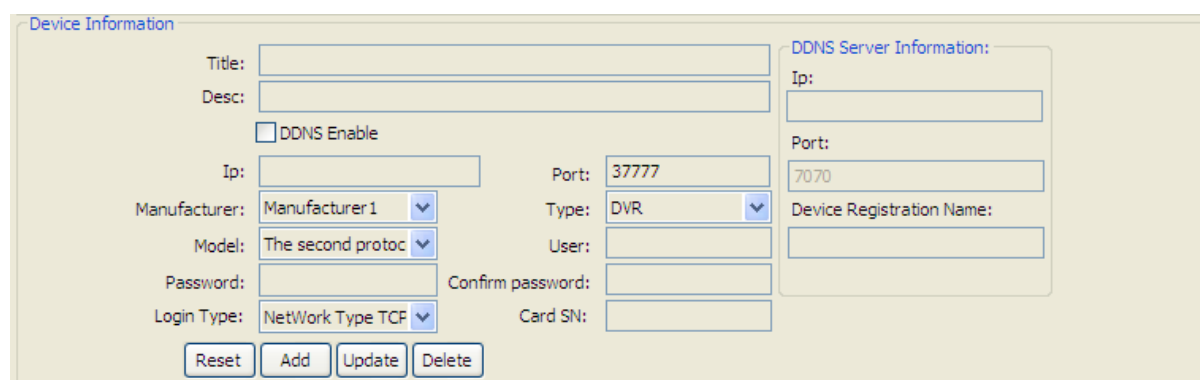 Device Information
DDNS Server Information:
Title:
Ip:
Desc:
DDNS Enable
Port:
Ip:
Port: 37777
7070
Manufacturer: Manufacturer1
Type: DVR
Device Registration Name:
Model: The second protoc
User:
Password:
Confirm password:
Login Type: NetWork Type TCP
Card SN:
Reset Add Update Delete